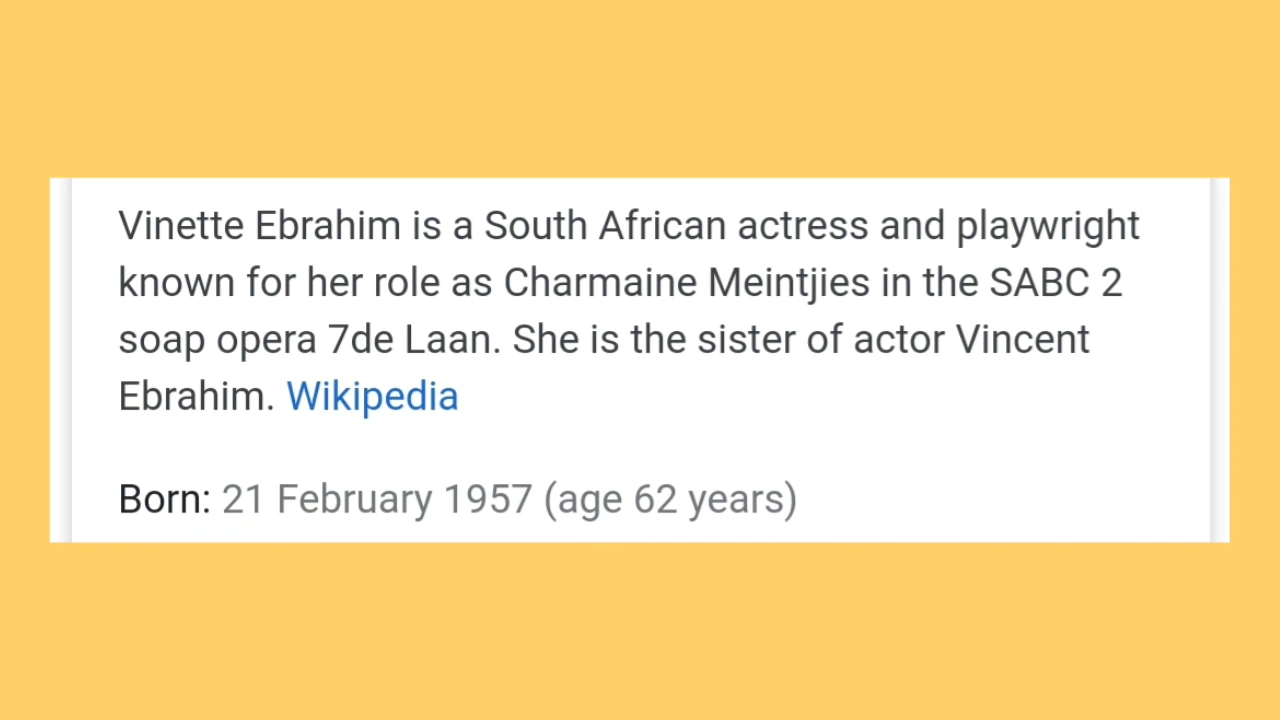 Vinette Ebrahim is a South African actress and playwright
known for her role as Charmaine Meintjies in the SABC 2
soap opera 7de Laan. She is the sister of actor Vincent
Ebrahim. Wikipedia
Born: 21 February 1957 (age 62 years)